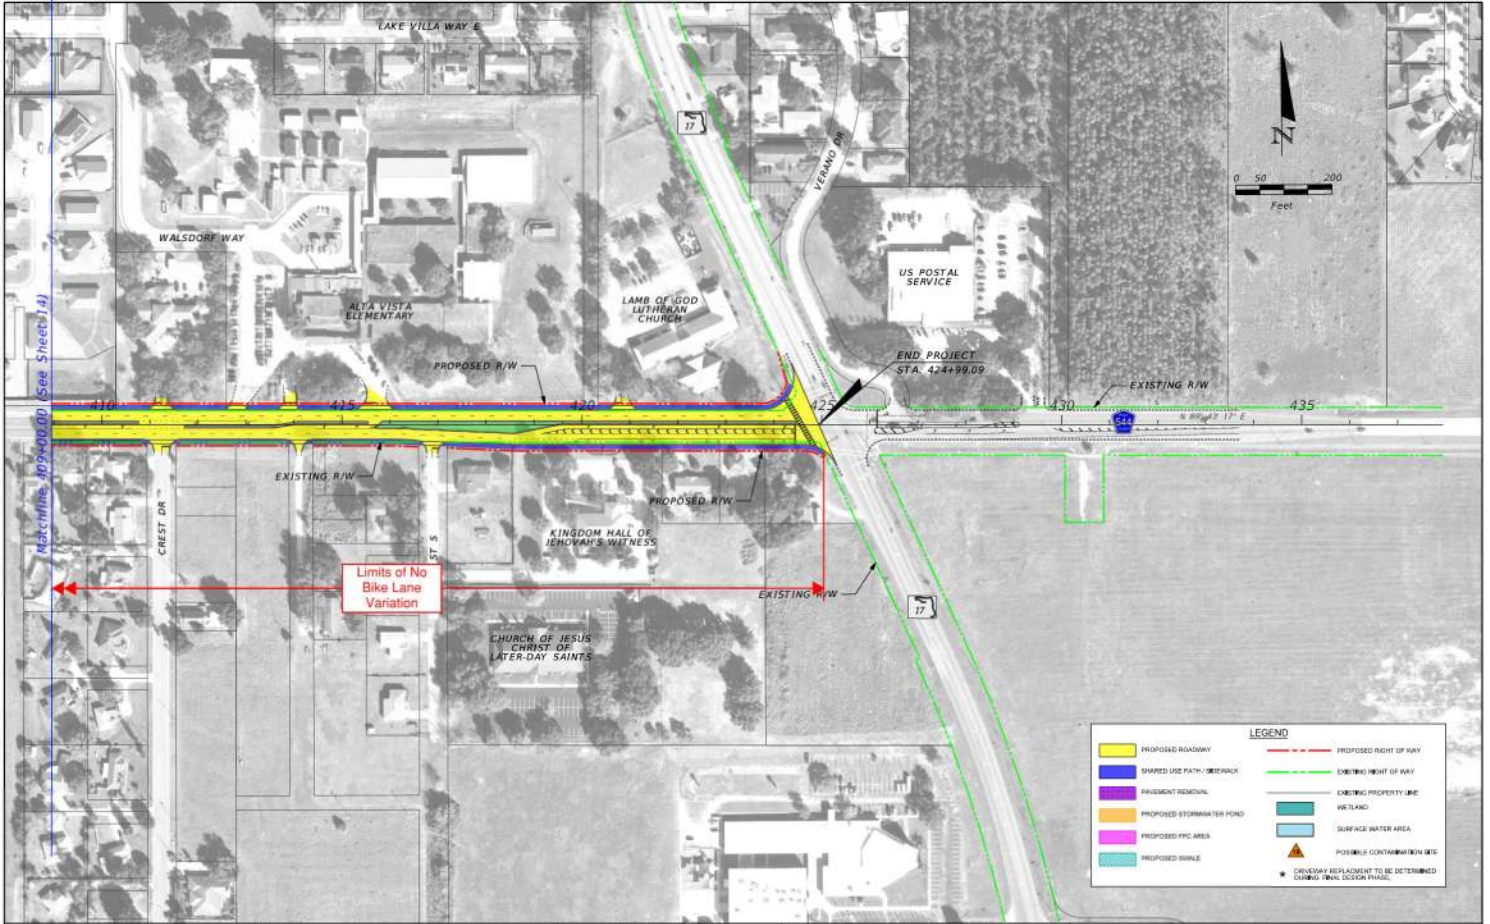 LAKE VILLA WAY E
17
VERANO DR
N
0 50 200
Feet
WALSDORF WAY
US POSTAL
SERVICE
ALTA VISTA
ELEMENTARY
LAMB OF GOD
LUTHERAN
CHURCH
Matchline 409+00.00 (See Sheet 14)
PROPOSED R/W
END PROJECT
STA. 424+99.09
EXISTING R/W
410
415
420
425
430
435
544
EXISTING R/W
PROPOSED R/W
CREST DR
ST S
KINGDOM HALL OF
JEHOVAH'S WITNESS
Limits of No
Bike Lane
Variation
EXISTING R/W
17
CHURCH OF JESUS
CHRIST OF
LATER-DAY SAINTS
LEGEND
PROPOSED ROADWAY
SHARED USE PATH / SIDEWALK
PAVEMENT REMOVAL
PROPOSED STORMWATER POND
PROPOSED FPC AREA
PROPOSED SWALE
PROPOSED RIGHT OF WAY
EXISTING RIGHT OF WAY
EXISTING PROPERTY LINE
WETLAND
SURFACE WATER AREA
POSSIBLE CONTAMINATION SITE
* DRIVEWAY REPLACMENT TO BE DETERMINED
DURING FINAL DESIGN PHASE.